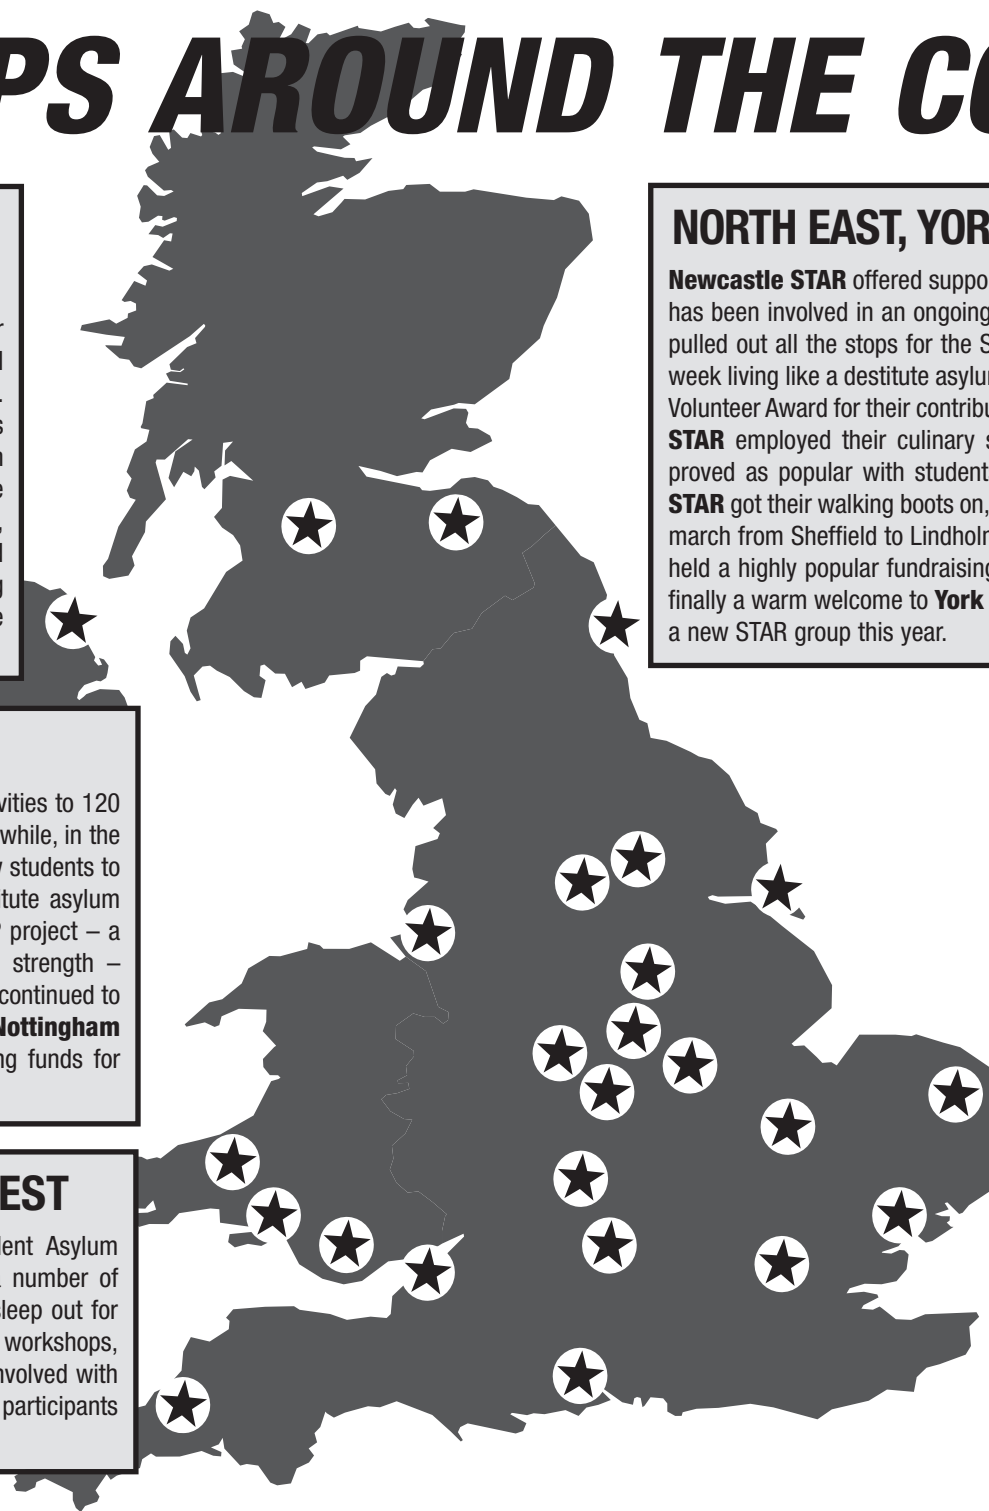 PS AROUND THE CO
r
l
.
s
n
e
,
l
g
e
NORTH EAST, YOR
Newcastle STAR offered suppo
has been involved in an ongoing
pulled out all the stops for the S
week living like a destitute asylu
Volunteer Award for their contribu
STAR employed their culinary s
proved as popular with student
STAR got their walking boots on,
march from Sheffield to Lindholm
held a highly popular fundraising
finally a warm welcome to York
a new STAR group this year.
vities to 120
while, in the
y students to
itute asylum
project – a
strength –
continued to
Nottingham
ng funds for
EST
dent Asylum
a number of
sleep out for
workshops,
nvolved with
participants